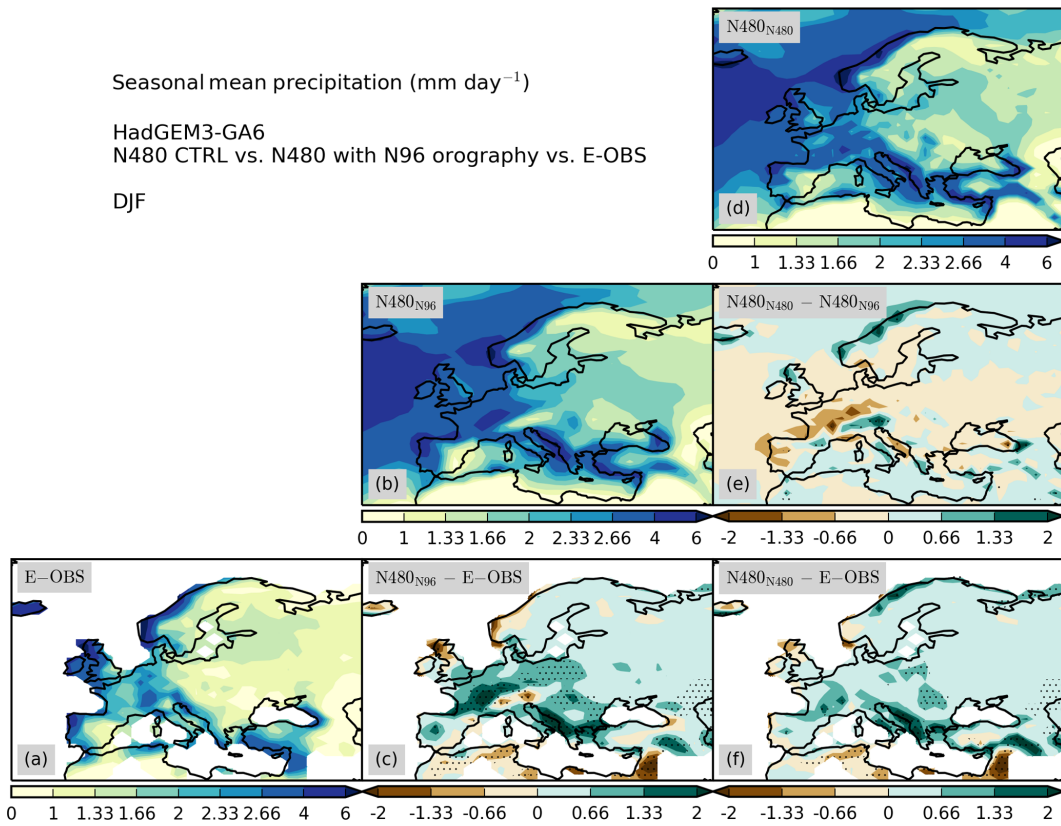 Seasonal mean precipitation (mm day⁻¹)
HadGEM3-GA6
N480 CTRL vs. N480 with N96 orography vs. E-OBS
DJF
N480N480
(d)
0 1 1.33 1.66 2 2.33 2.66 4 6
N480N96
(b)
0 1 1.33 1.66 2 2.33 2.66 4 6
N480N480 − N480N96
(e)
-2 -1.33 -0.66 0 0.66 1.33 2
E−OBS
(a)
0 1 1.33 1.66 2 2.33 2.66 4 6
N480N96 − E−OBS
(c)
-2 -1.33 -0.66 0 0.66 1.33 2
N480N480 − E−OBS
(f)
-2 -1.33 -0.66 0 0.66 1.33 2